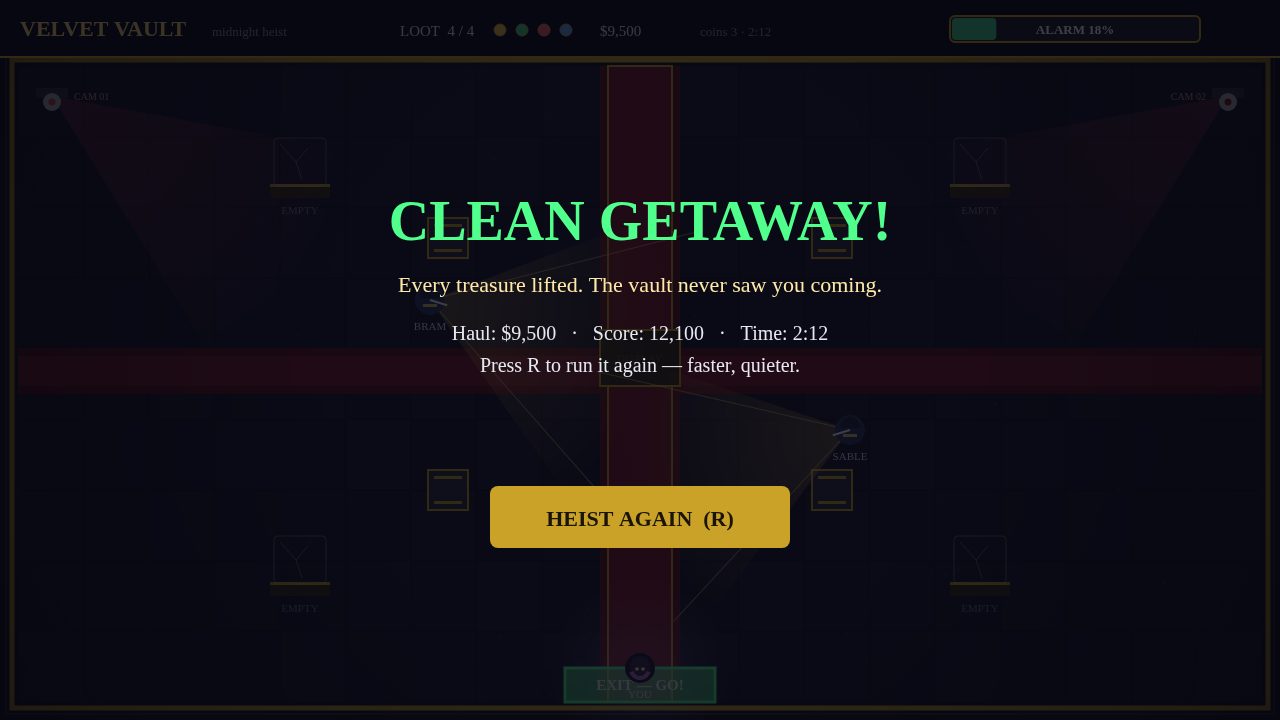 VELVET VAULT midnight heist LOOT 4 / 4 $9,500 coins 3 · 2:12 ALARM 18%
CAM 01 CAM 02
EMPTY EMPTY
CLEAN GETAWAY!
Every treasure lifted. The vault never saw you coming.
BRAM
Haul: $9,500 · Score: 12,100 · Time: 2:12
Press R to run it again — faster, quieter.
SABLE
HEIST AGAIN (R)
EMPTY EMPTY
EXIT — GO!
YOU